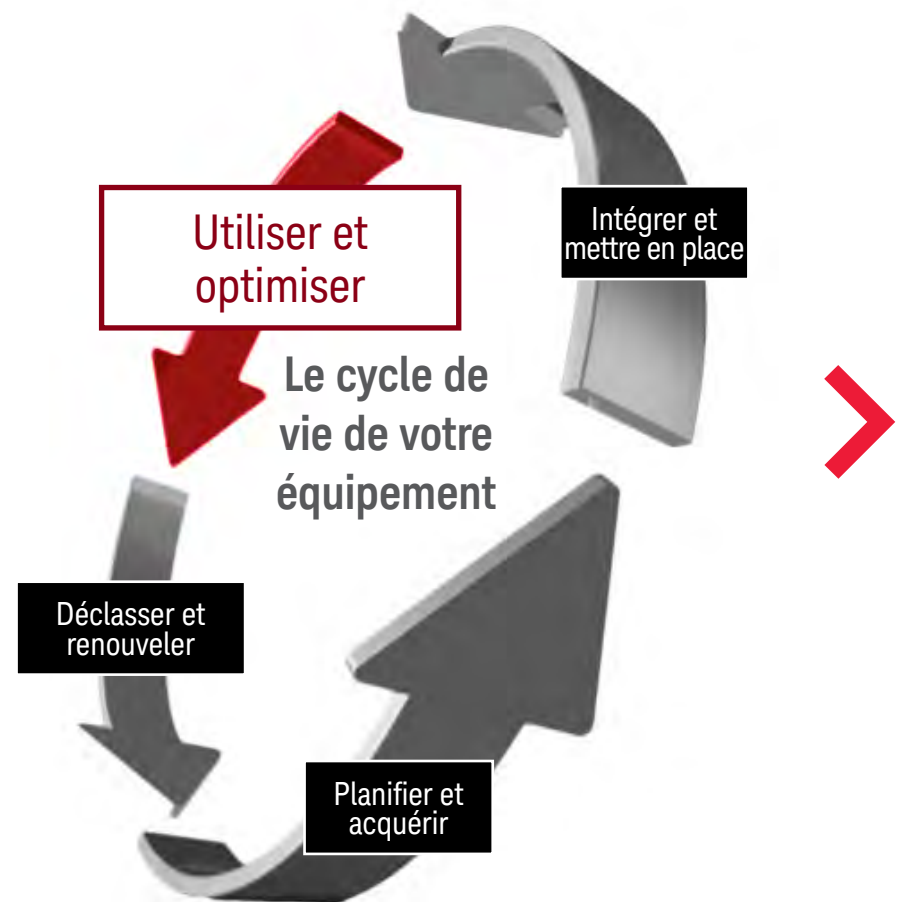 Utiliser et
optimiser
Intégrer et
mettre en place
Le cycle de
vie de votre
équipement
Déclasser et
renouveler
Planifier et
acquérir